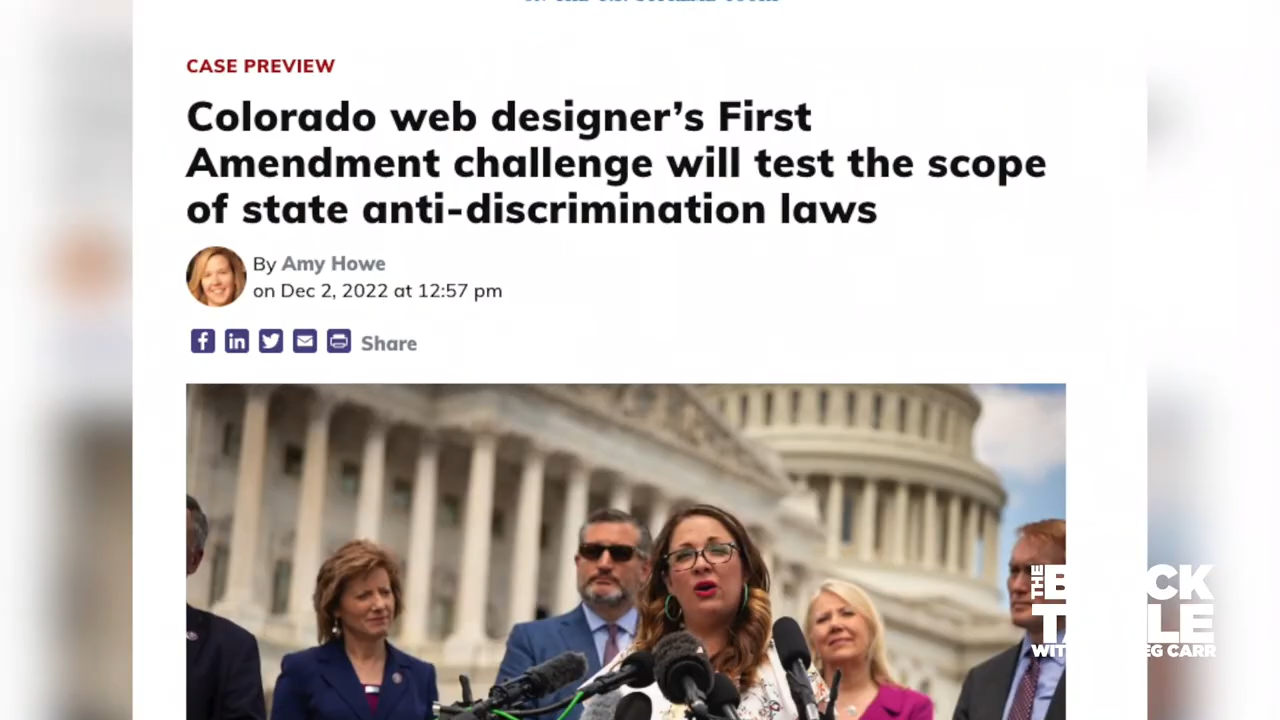 CASE PREVIEW
Colorado web designer’s First
Amendment challenge will test the scope
of state anti-discrimination laws
By Amy Howe
on Dec 2, 2022 at 12:57 pm
Share
THE